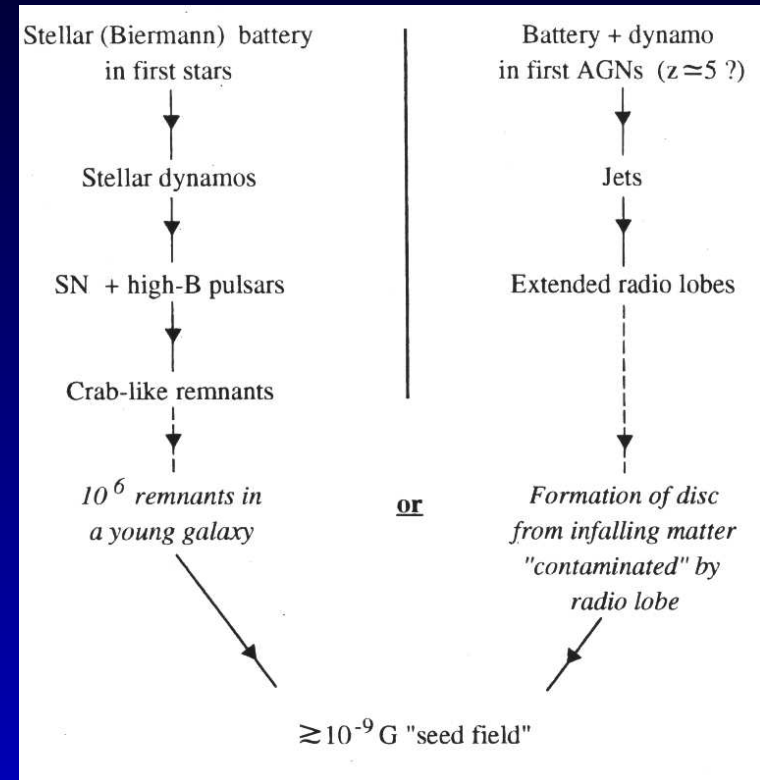 Stellar (Biermann) battery
in first stars
Stellar dynamos
SN + high-B pulsars
Crab-like remnants
10^6 remnants in
a young galaxy
or
Battery + dynamo
in first AGNs (z≃5 ?)
Jets
Extended radio lobes
Formation of disc
from infalling matter
"contaminated" by
radio lobe
≳10^-9 G "seed field"